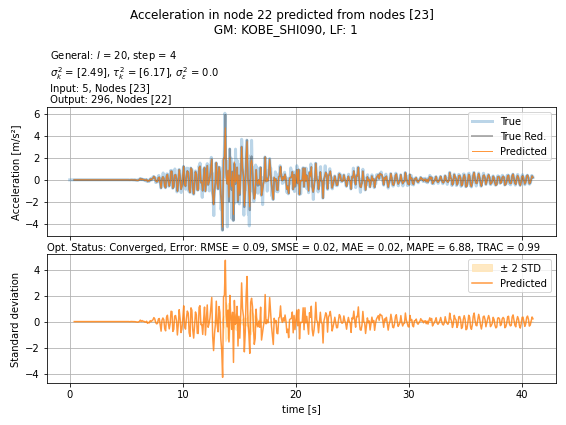 Acceleration in node 22 predicted from nodes [23]
GM: KOBE_SHI090, LF: 1
General: l = 20, step = 4
σ²ₖ = [2.49], τ²ₖ = [6.17], σ²ε = 0.0
Input: 5, Nodes [23]
Output: 296, Nodes [22]
Acceleration [m/s²]
6
4
2
0
−2
−4
True
True Red.
Predicted
Opt. Status: Converged, Error: RMSE = 0.09, SMSE = 0.02, MAE = 0.02, MAPE = 6.88, TRAC = 0.99
Standard deviation
4
2
0
−2
−4
± 2 STD
Predicted
0 10 20 30 40
time [s]